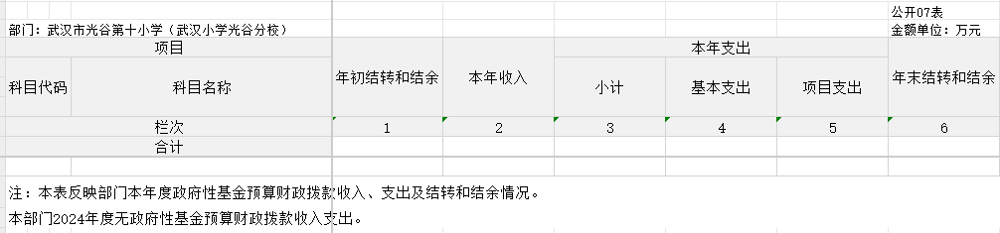 公开07表
部门：武汉市光谷第十小学（武汉小学光谷分校）
金额单位：万元
项目
本年支出
科目代码
科目名称
年初结转和结余
本年收入
小计
基本支出
项目支出
年末结转和结余
栏次
1
2
3
4
5
6
合计
注：本表反映部门本年度政府性基金预算财政拨款收入、支出及结转和结余情况。
本部门2024年度无政府性基金预算财政拨款收入支出。